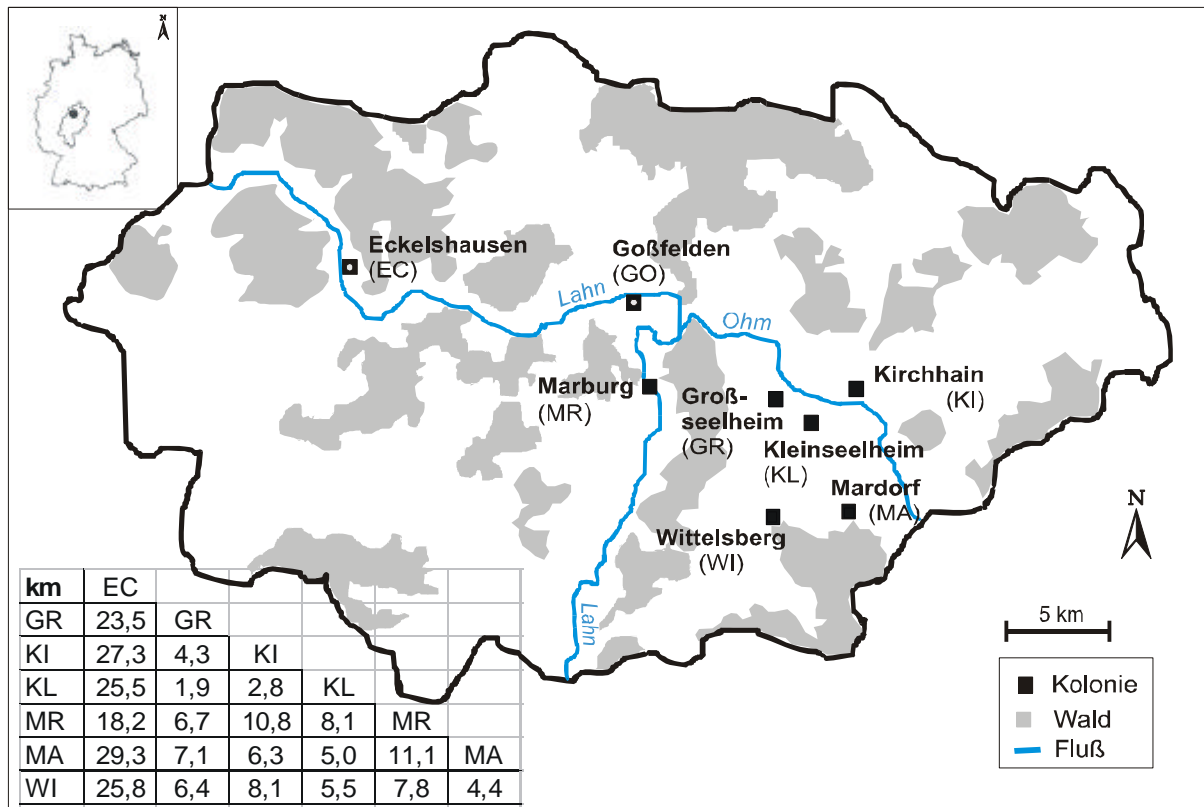 N
Eckelshausen
(EC)
Goßfelden
(GO)
Lahn
Ohm
Marburg
(MR)
Groß-
seelheim
(GR)
Kirchhain
(KI)
Kleinseelheim
(KL)
Mardorf
(MA)
Wittelsberg
(WI)
Lahn
N
5 km
Kolonie
Wald
Fluß
km EC
GR 23,5 GR
KI 27,3 4,3 KI
KL 25,5 1,9 2,8 KL
MR 18,2 6,7 10,8 8,1 MR
MA 29,3 7,1 6,3 5,0 11,1 MA
WI 25,8 6,4 8,1 5,5 7,8 4,4